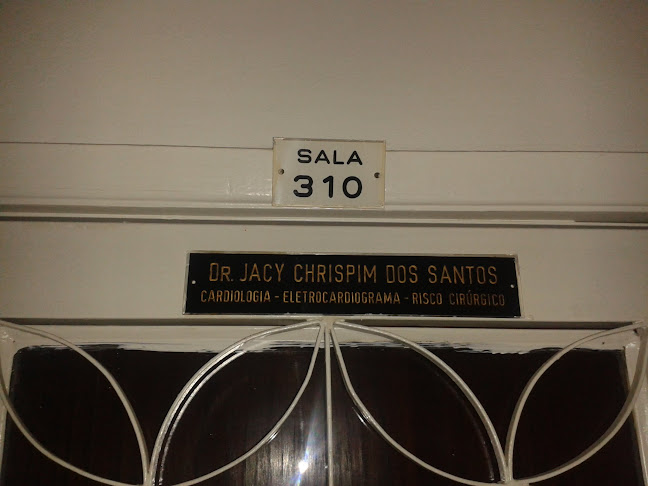 SALA
310
DR. JACY CHRISPIM DOS SANTOS
CARDIOLOGIA - ELETROCARDIOGRAMA - RISCO CIRÚRGICO